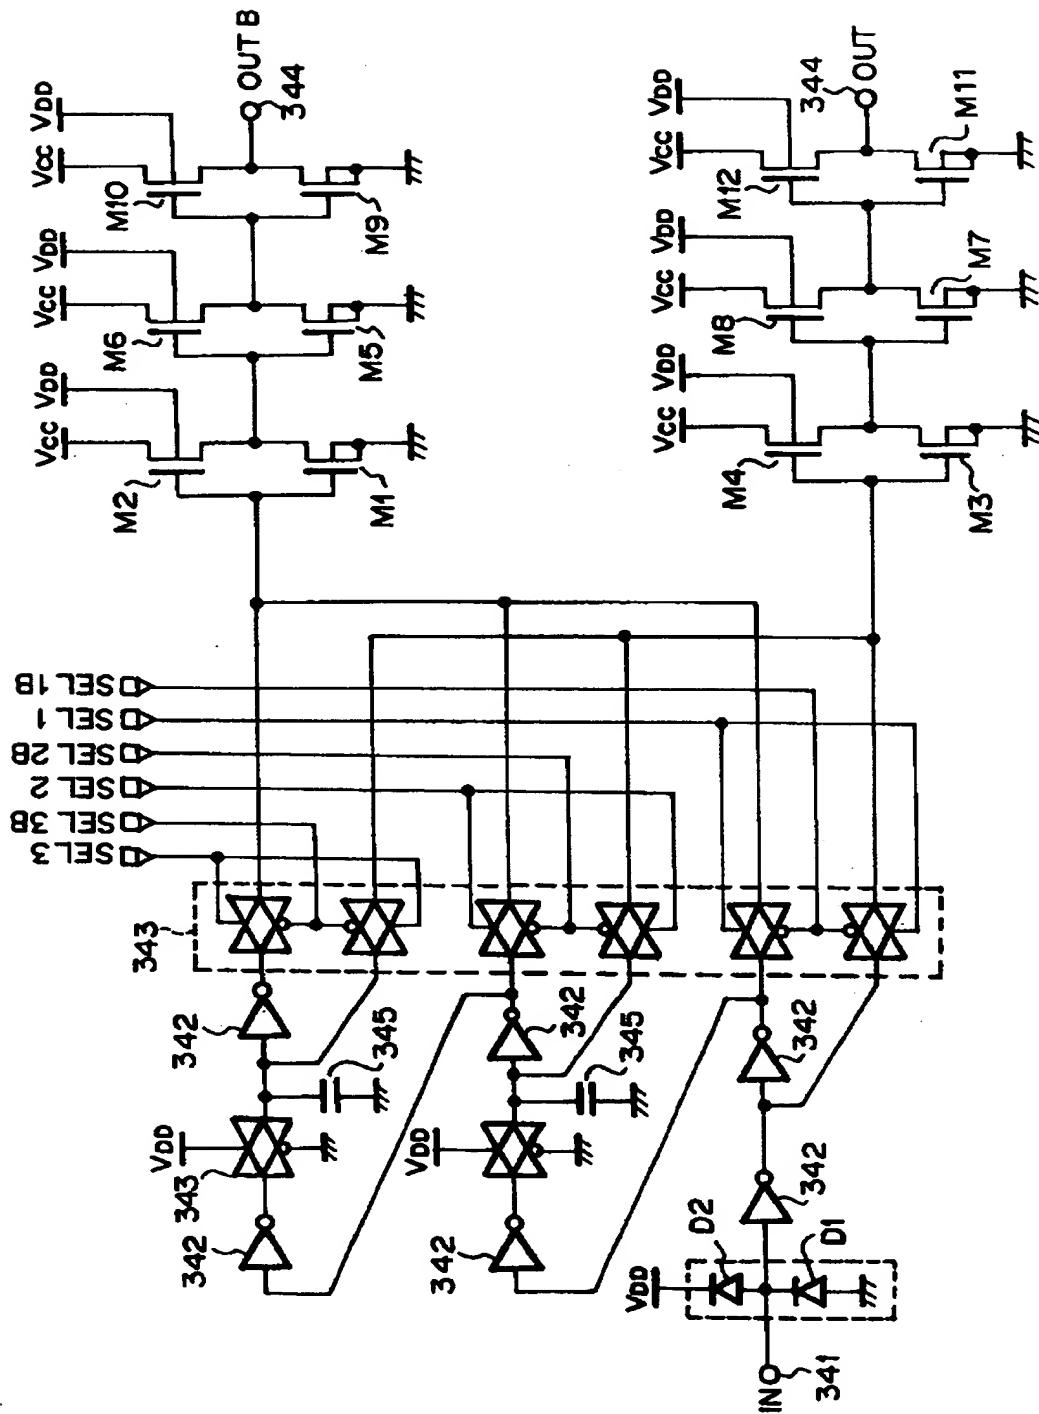 VCC VDD
VCC VDD
VCC VDD
M2
M6
M10
M1
M5
M9
OUT B
344
VCC VDD
VCC VDD
VCC VDD
M4
M8
M12
M3
M7
M11
OUT
344
SEL 3
SEL 3B
SEL 2
SEL 2B
SEL 1
SEL 1B
343
342
VDD
343
342
345
342
VDD
342
345
342
342
VDD
D2
D1
IN
341